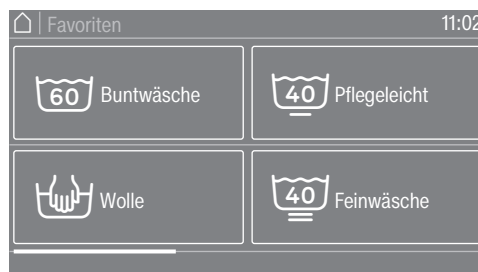 Favoriten 11:02
60 Buntwäsche
40 Pflegeleicht
Wolle
40 Feinwäsche